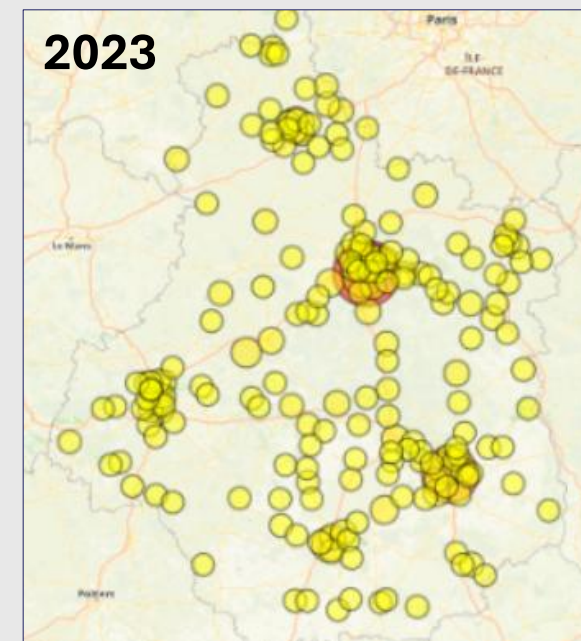 2023
Paris
ÎLE-
DE-FRANCE
Le Mans
Poitiers